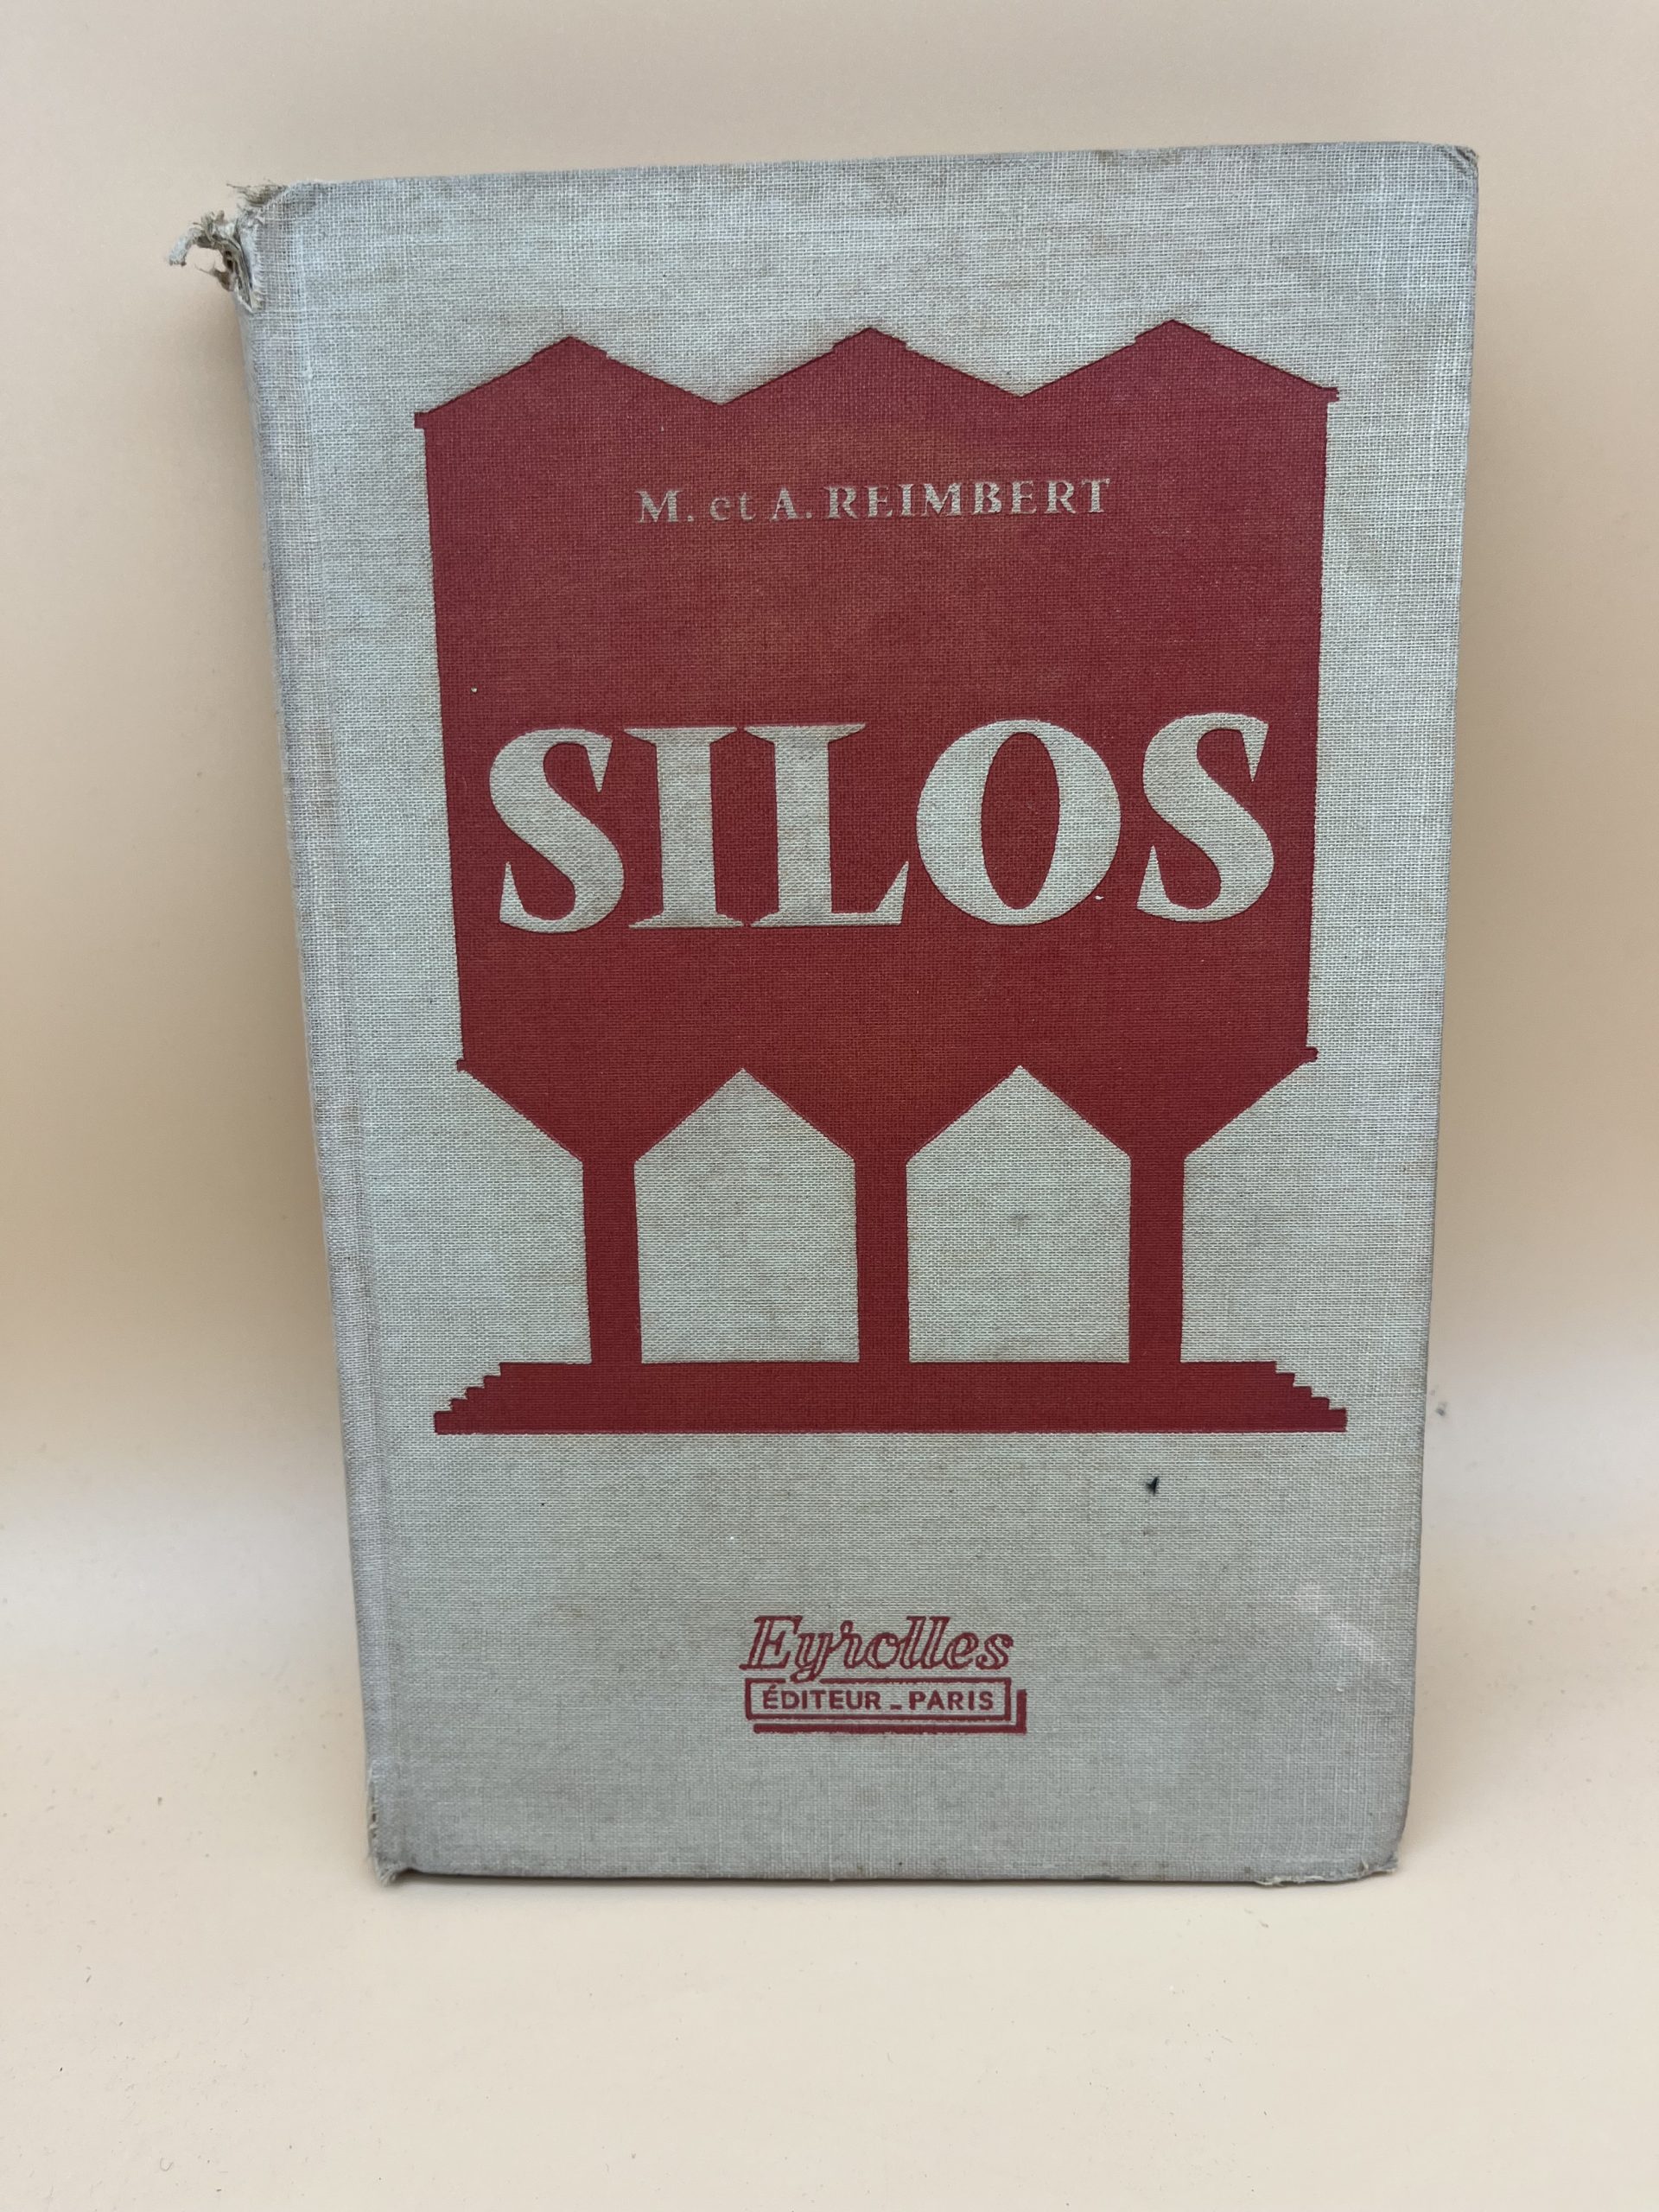 M. et A. REIMBERT
SILOS
Eyrolles
ÉDITEUR - PARIS